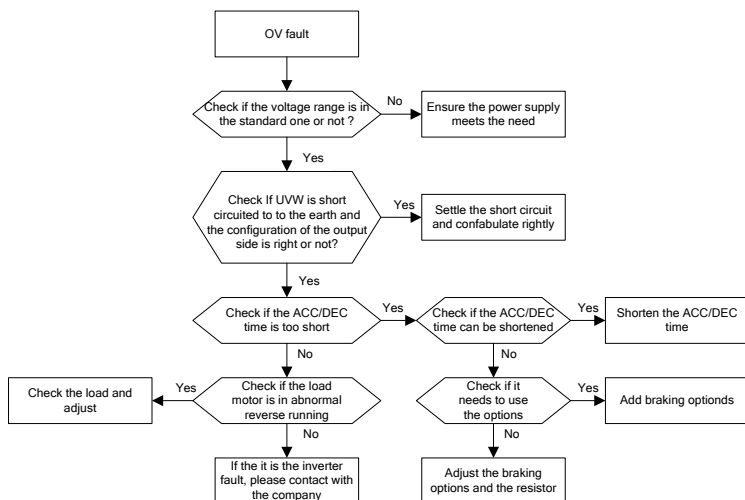 OV fault
Check if the voltage range is in
the standard one or not ?
No
Ensure the power supply
meets the need
Yes
Check If UVW is short
circuited to to the earth and
the configuration of the output
side is right or not?
Yes
Settle the short circuit
and confabulate rightly
Yes
Check if the ACC/DEC
time is too short
Yes
Check if the ACC/DEC
time can be shortened
Yes
Shorten the ACC/DEC
time
No
No
Check the load and
adjust
Yes
Check if the load
motor is in abnormal
reverse running
Check if it
needs to use
the options
Yes
Add braking optionds
No
No
If the it is the inverter
fault, please contact with
the company
Adjust the braking
options and the resistor